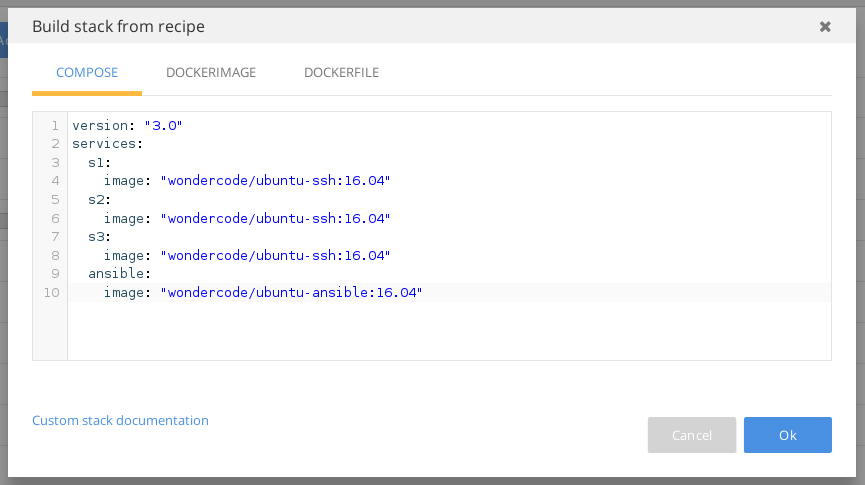 Build stack from recipe
COMPOSE DOCKERIMAGE DOCKERFILE
1 version: "3.0"
2 services:
3 s1:
4 image: "wondercode/ubuntu-ssh:16.04"
5 s2:
6 image: "wondercode/ubuntu-ssh:16.04"
7 s3:
8 image: "wondercode/ubuntu-ssh:16.04"
9 ansible:
10 image: "wondercode/ubuntu-ansible:16.04"
Custom stack documentation
Cancel Ok